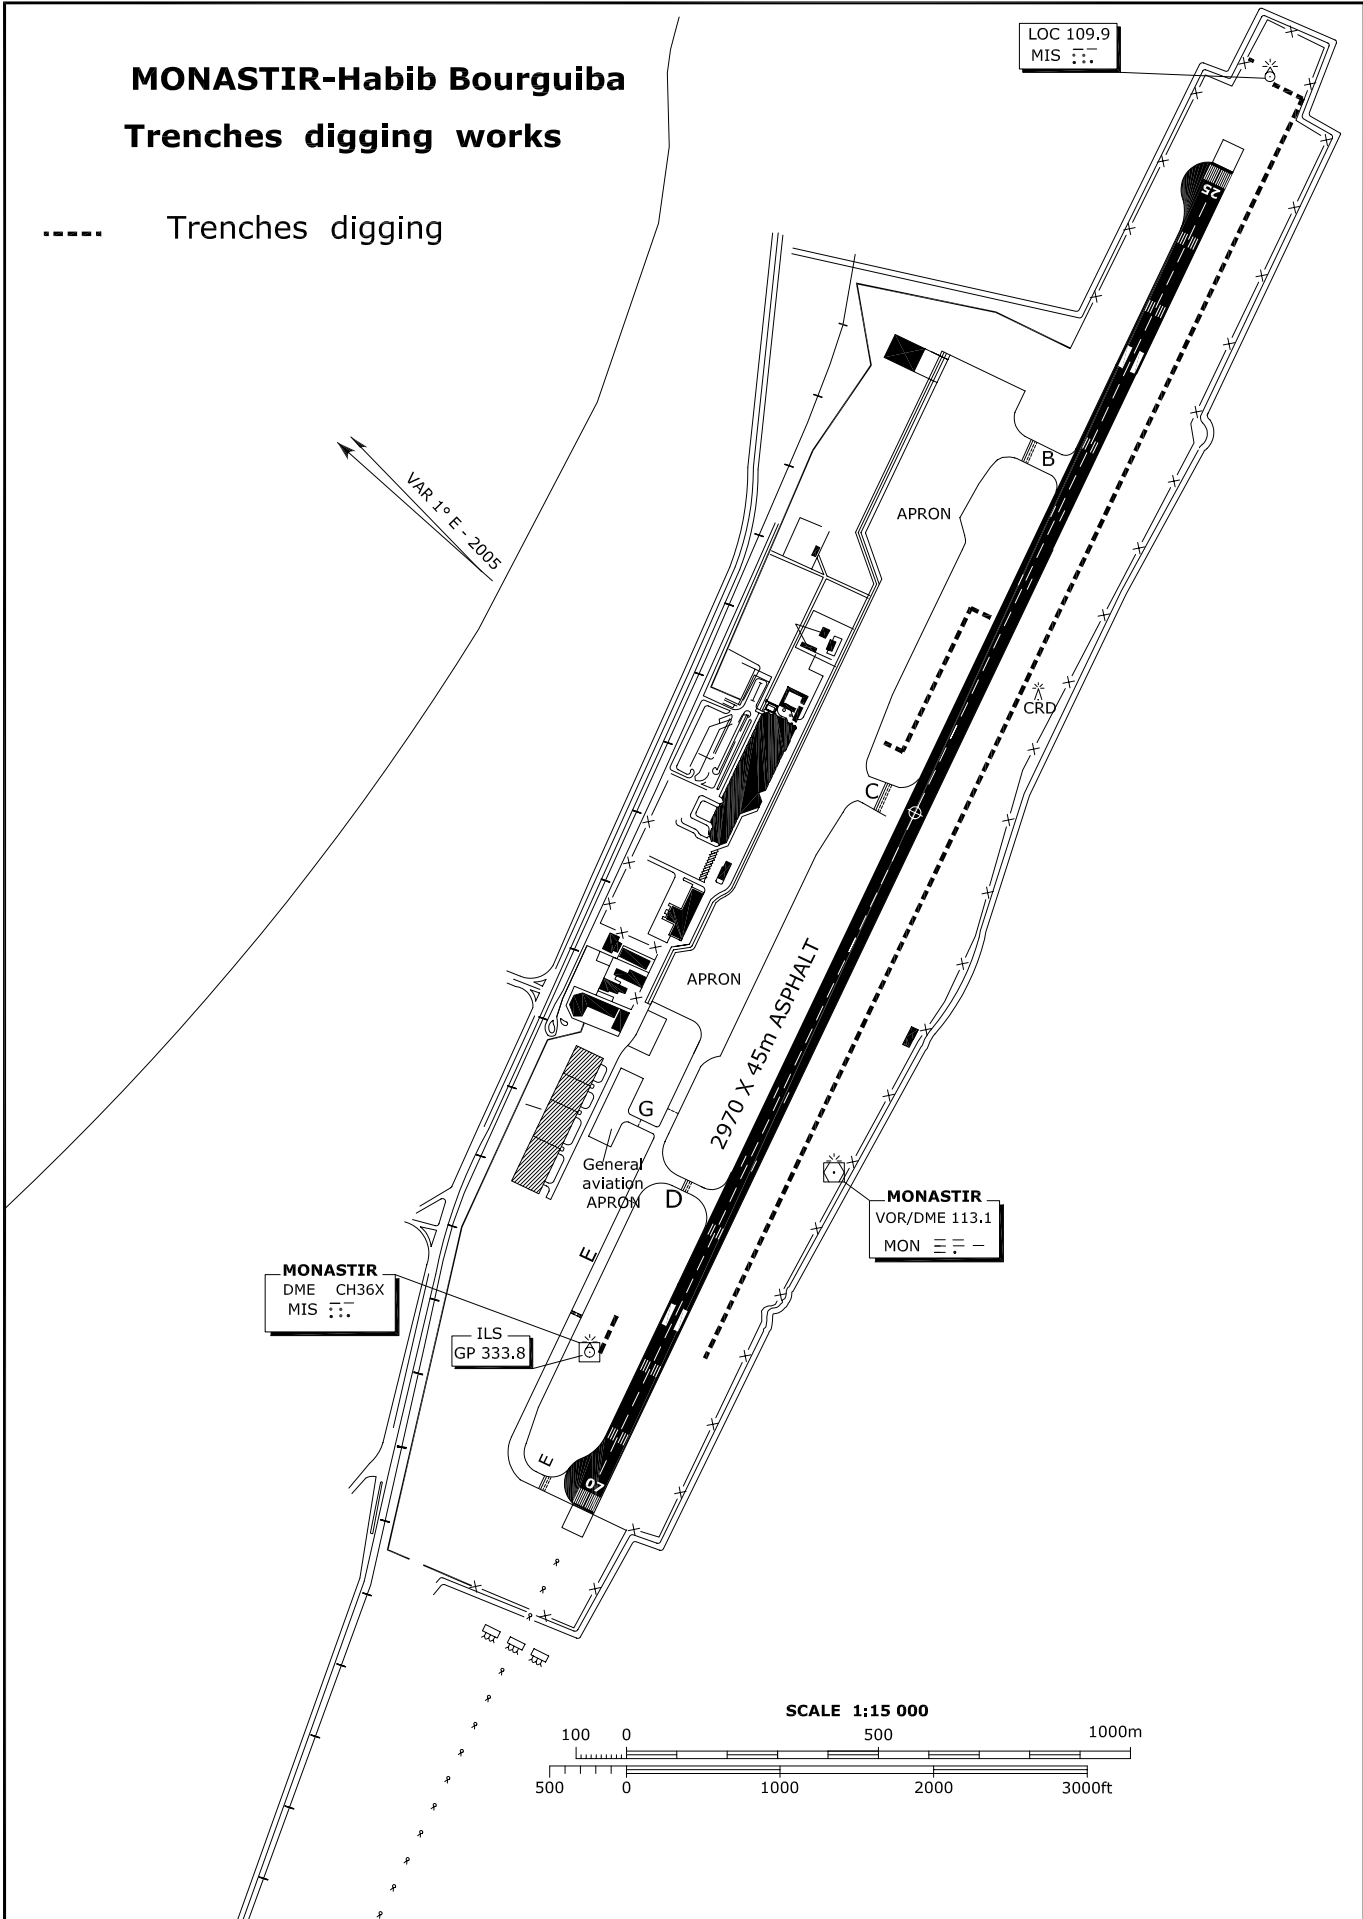 MONASTIR-Habib Bourguiba
Trenches digging works
Trenches digging
LOC 109.9
MIS
25
VAR 1° E - 2005
B
APRON
CRD
C
APRON
2970 X 45m ASPHALT
G
General
aviation
APRON
D
MONASTIR
VOR/DME 113.1
MON
E
MONASTIR
DME CH36X
MIS
ILS
GP 333.8
E
07
SCALE 1:15 000
100 0 500 1000m
500 0 1000 2000 3000ft